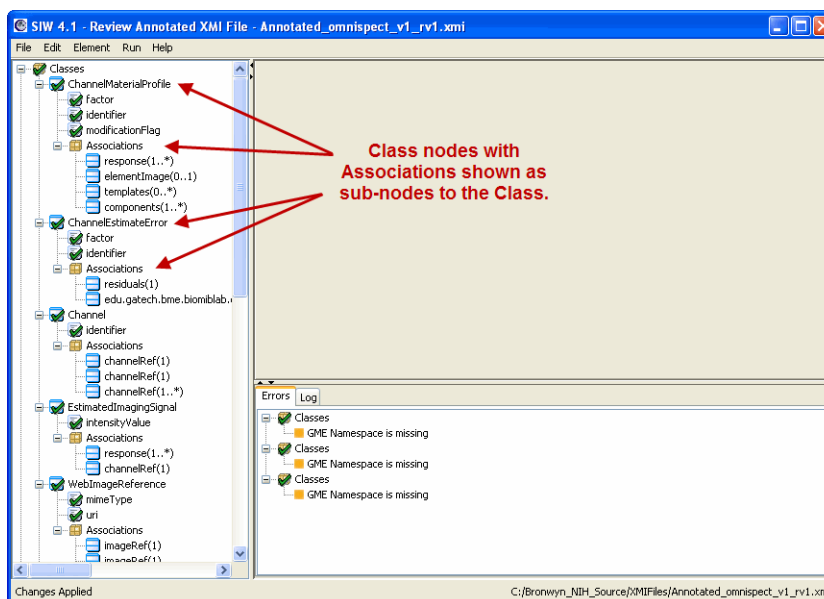 SIW 4.1 - Review Annotated XMI File - Annotated_omnispect_v1_rv1.xmi
File Edit Element Run Help
Classes
ChannelMaterialProfile
factor
identifier
modificationFlag
Associations
response(1..*)
elementImage(0..1)
templates(0..*)
components(1..*)
ChannelEstimateError
factor
identifier
Associations
residuals(1)
edu.gatech.bme.biomiblab.
Channel
identifier
Associations
channelRef(1)
channelRef(1)
channelRef(1..*)
EstimatedImagingSignal
intensityValue
Associations
response(1..*)
channelRef(1)
WebImageReference
mimeType
uri
Associations
imageRef(1)
imageRef(1)
Class nodes with
Associations shown as
sub-nodes to the Class.
Errors Log
Classes
GME Namespace is missing
Classes
GME Namespace is missing
Classes
GME Namespace is missing
Changes Applied
C:/Bronwyn_NIH_Source/XMIFiles/Annotated_omnispect_v1_rv1.xm